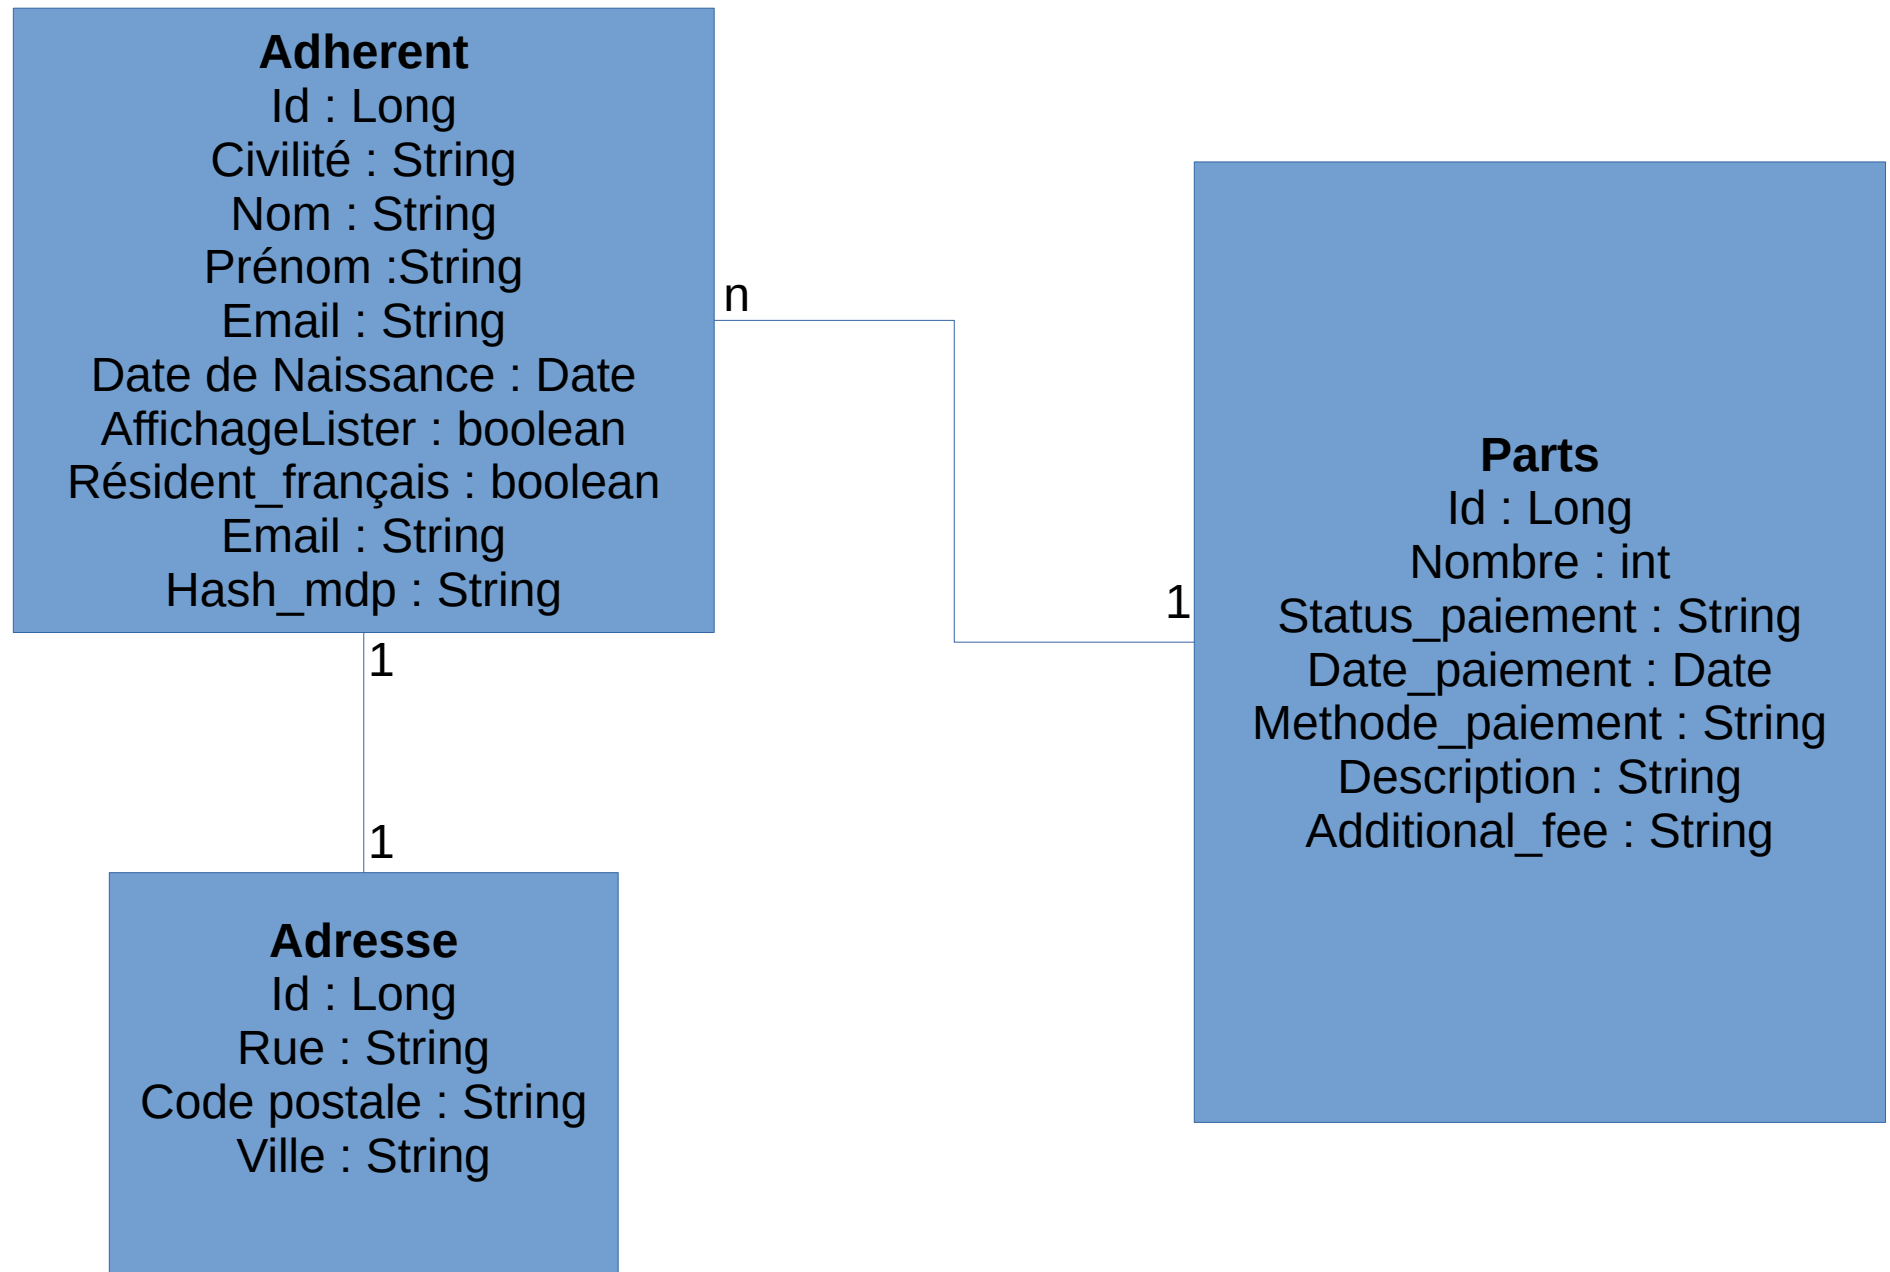 Adherent
Id : Long
Civilité : String
Nom : String
Prénom :String
Email : String
Date de Naissance : Date
AffichageLister : boolean
Résident_français : boolean
Email : String
Hash_mdp : String
n
1
Parts
Id : Long
Nombre : int
Status_paiement : String
Date_paiement : Date
Methode_paiement : String
Description : String
Additional_fee : String
1
1
Adresse
Id : Long
Rue : String
Code postale : String
Ville : String